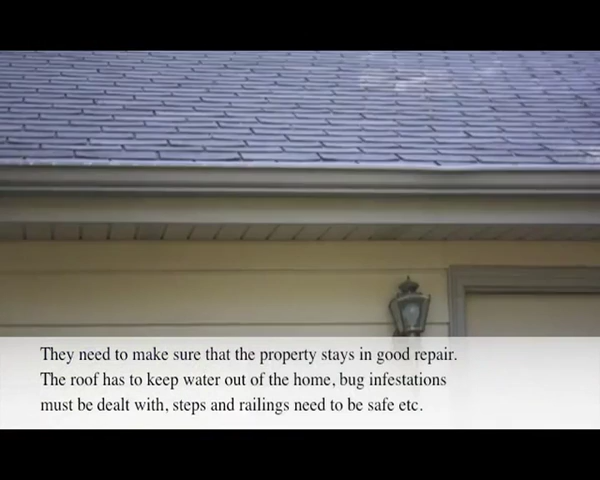 They need to make sure that the property stays in good repair.
The roof has to keep water out of the home, bug infestations
must be dealt with, steps and railings need to be safe etc.